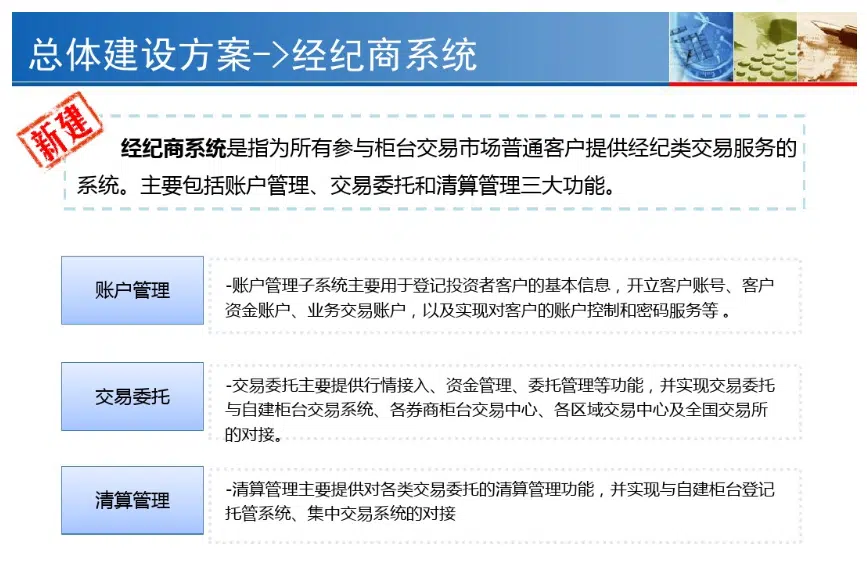 总体建设方案->经纪商系统
新建
经纪商系统是指为所有参与柜台交易市场普通客户提供经纪类交易服务的
系统。主要包括账户管理、交易委托和清算管理三大功能。
账户管理
-账户管理子系统主要用于登记投资者客户的基本信息，开立客户账号、客户
资金账户、业务交易账户，以及实现对客户的账户控制和密码服务等 。
交易委托
-交易委托主要提供行情接入、资金管理、委托管理等功能，并实现交易委托
与自建柜台交易系统、各券商柜台交易中心、各区域交易中心及全国交易所
的对接。
清算管理
-清算管理主要提供对各类交易委托的清算管理功能，并实现与自建柜台登记
托管系统、集中交易系统的对接